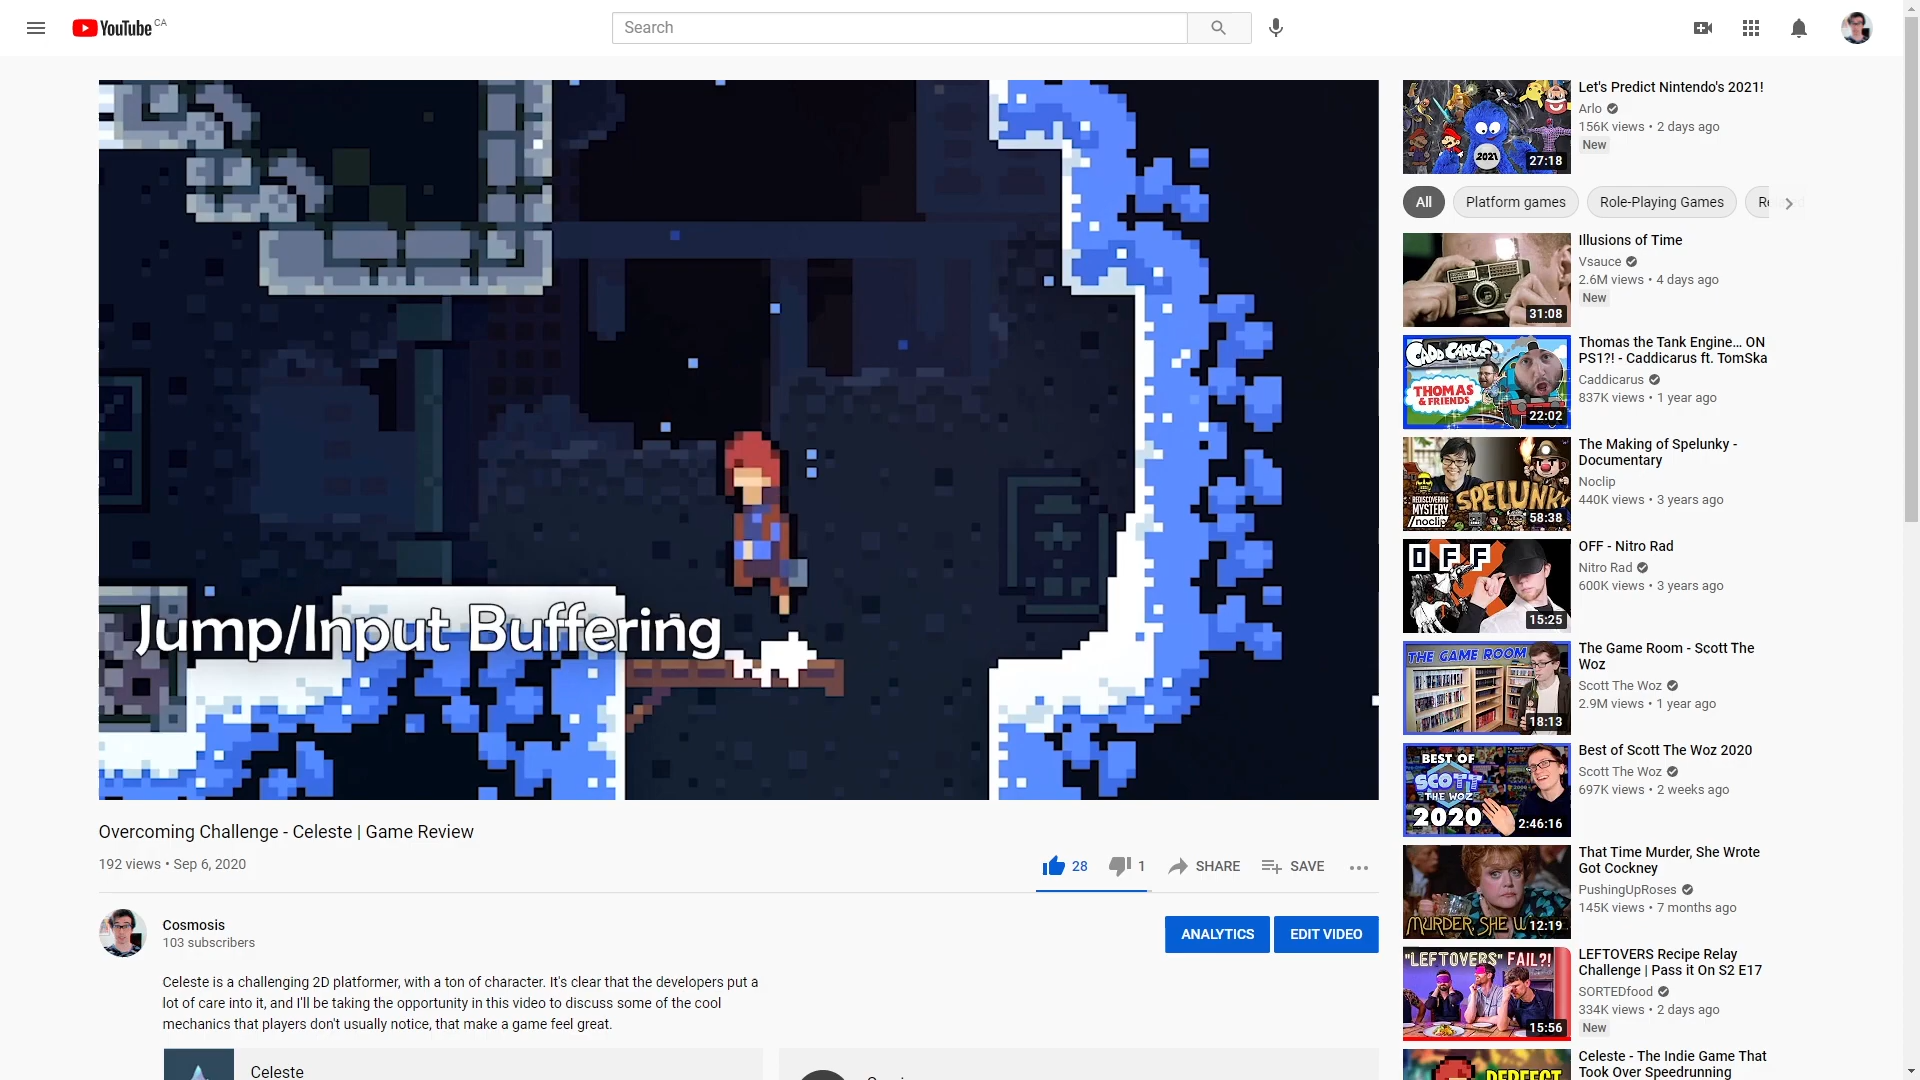 YouTube CA
Search
Jump/Input Buffering
Overcoming Challenge - Celeste | Game Review
192 views • Sep 6, 2020
28
1
SHARE
SAVE
Cosmosis
103 subscribers
ANALYTICS
EDIT VIDEO
Celeste is a challenging 2D platformer, with a ton of character. It's clear that the developers put a
lot of care into it, and I'll be taking the opportunity in this video to discuss some of the cool
mechanics that players don't usually notice, that make a game feel great.
Celeste
2021
27:18
Let's Predict Nintendo's 2021!
Arlo
156K views • 2 days ago
New
All
Platform games
Role-Playing Games
31:08
Illusions of Time
Vsauce
2.6M views • 4 days ago
New
CADDICARUS
THOMAS
& FRIENDS
22:02
Thomas the Tank Engine... ON
PS1?! - Caddicarus ft. TomSka
Caddicarus
837K views • 1 year ago
REDISCOVERING
MYSTERY
/noclip
SPELUNKY
58:38
The Making of Spelunky -
Documentary
Noclip
440K views • 3 years ago
OFF
15:25
OFF - Nitro Rad
Nitro Rad
600K views • 3 years ago
THE GAME ROOM
18:13
The Game Room - Scott The
Woz
Scott The Woz
2.9M views • 1 year ago
BEST OF
SCOTT
THE WOZ
2020
2:46:16
Best of Scott The Woz 2020
Scott The Woz
697K views • 2 weeks ago
MURDER, SHE W
12:19
That Time Murder, She Wrote
Got Cockney
PushingUpRoses
145K views • 7 months ago
"LEFTOVERS" FAIL?!
15:56
LEFTOVERS Recipe Relay
Challenge | Pass it On S2 E17
SORTEDfood
334K views • 2 days ago
New
PERFECT
Celeste - The Indie Game That
Took Over Speedrunning